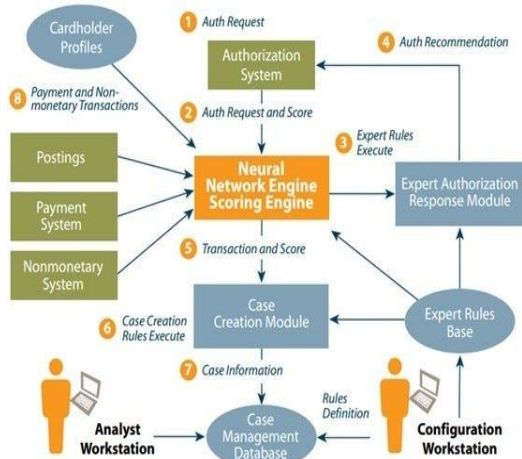 1 Auth Request
Cardholder
Profiles
Authorization
System
4 Auth Recommendation
8 Payment and Non-
monetary Transactions
2 Auth Request and Score
3 Expert Rules
Execute
Postings
Neural
Network Engine
Scoring Engine
Expert Authorization
Response Module
Payment
System
5 Transaction and Score
Nonmonetary
System
6 Case Creation
Rules Execute
Case
Creation Module
Expert Rules
Base
7 Case Information
Analyst
Workstation
Case
Management
Database
Rules
Definition
Configuration
Workstation